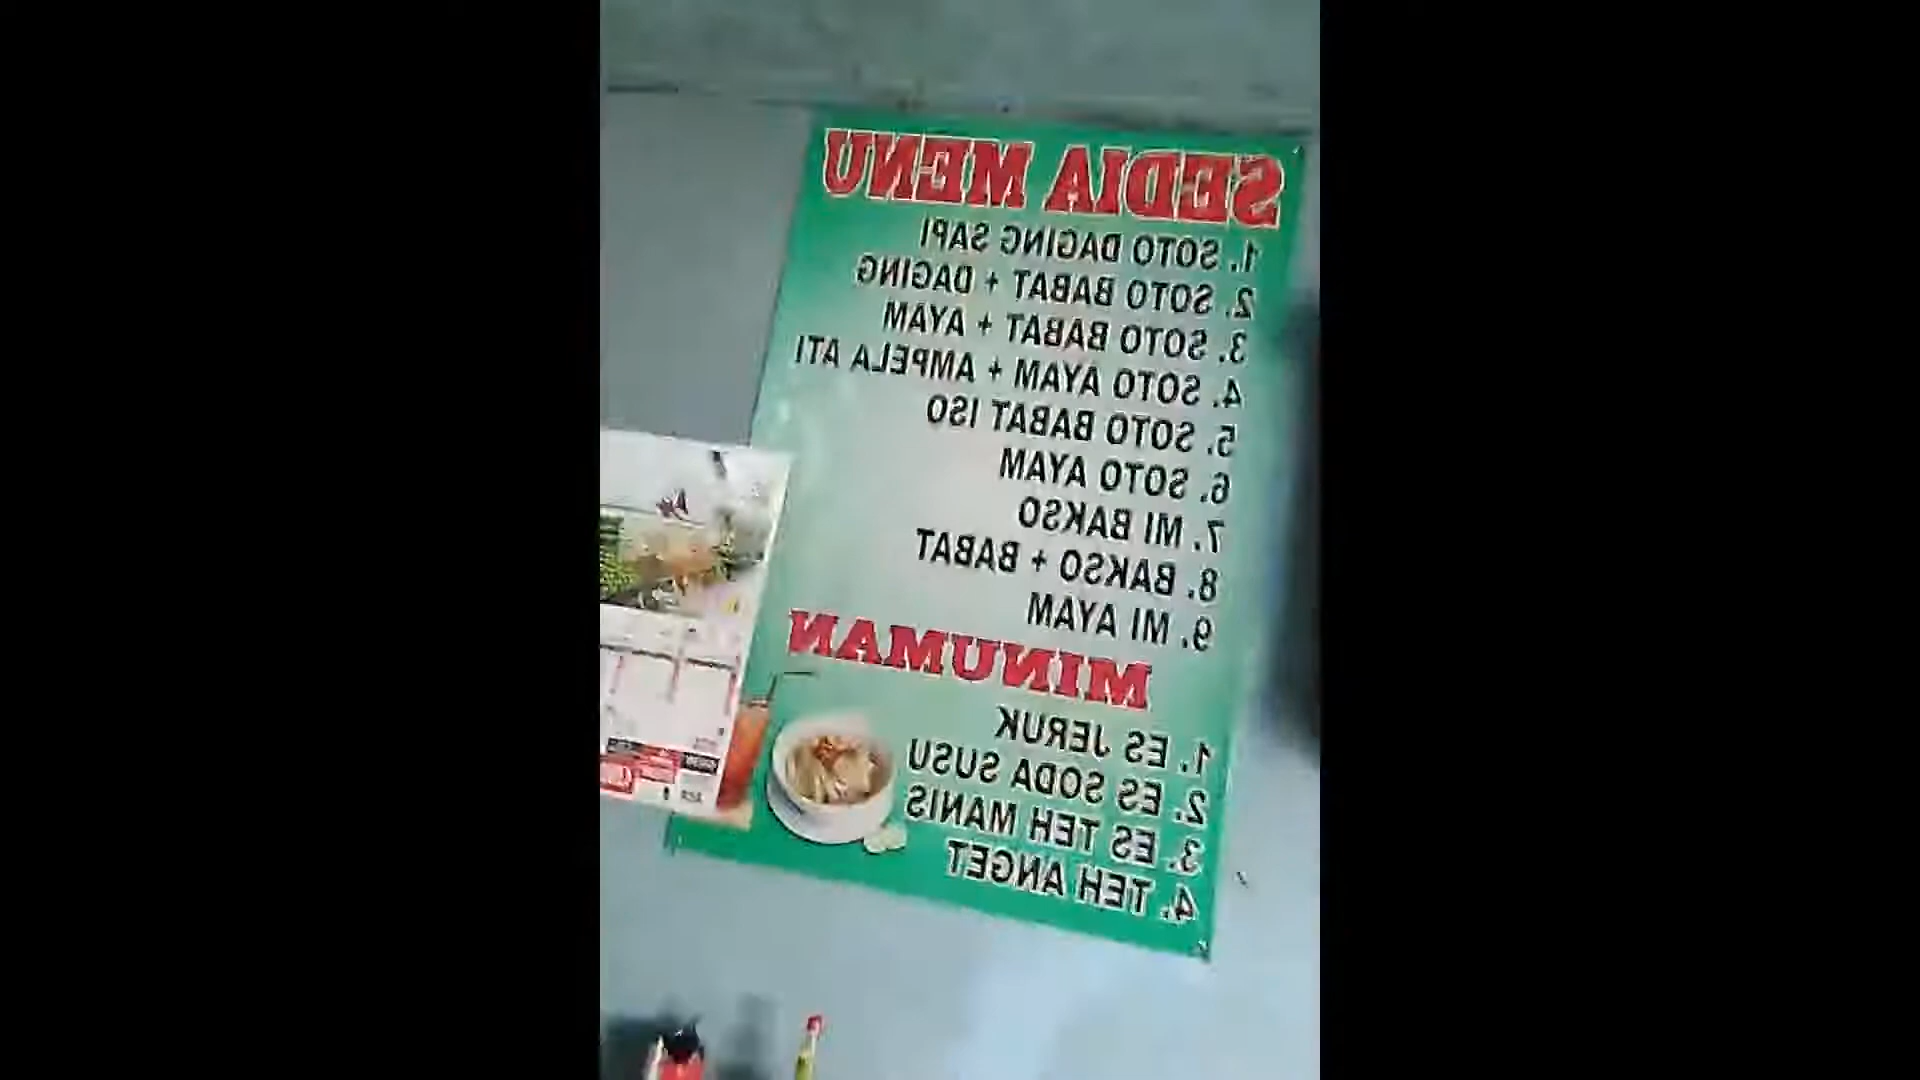 SEDIA MENU
1. SOTO DAGING SAPI
2. SOTO BABAT + DAGING
3. SOTO BABAT + AYAM
4. SOTO AYAM + AMPELA ATI
5. SOTO BABAT ISO
6. SOTO AYAM
7. MI BAKSO
8. BAKSO + BABAT
9. MI AYAM
MINUMAN
1. ES JERUK
2. ES SODA SUSU
3. ES TEH MANIS
4. TEH ANGET